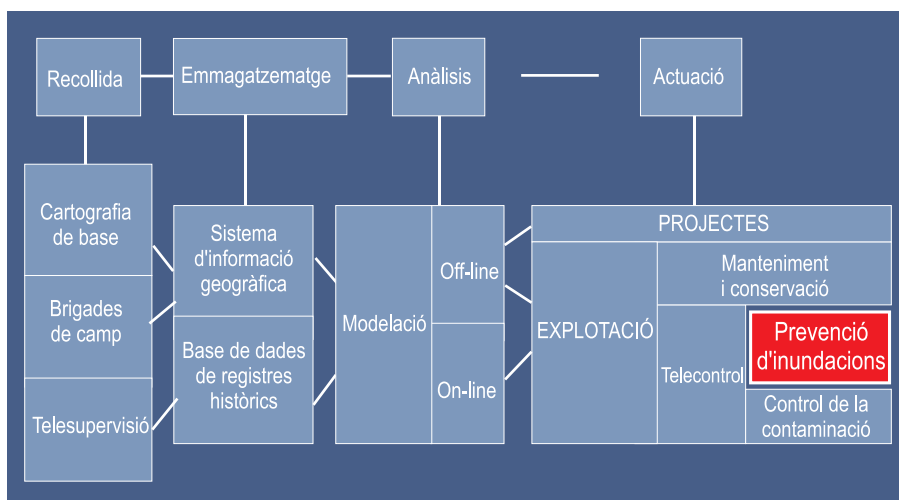 Recollida
Emmagatzematge
Anàlisis
Actuació
Cartografia
de base
Brigades
de camp
Telesupervisió
Sistema
d'informació
geogràfica
Base de dades
de registres
històrics
Modelació
Off-line
On-line
PROJECTES
EXPLOTACIÓ
Manteniment
i conservació
Telecontrol
Prevenció
d'inundacions
Control de la
contaminació